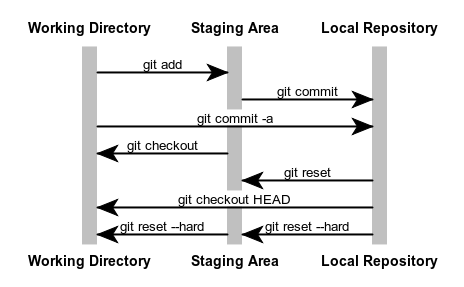 Working Directory Staging Area Local Repository
git add
git commit
git commit -a
git checkout
git reset
git checkout HEAD
git reset --hard git reset --hard
Working Directory Staging Area Local Repository